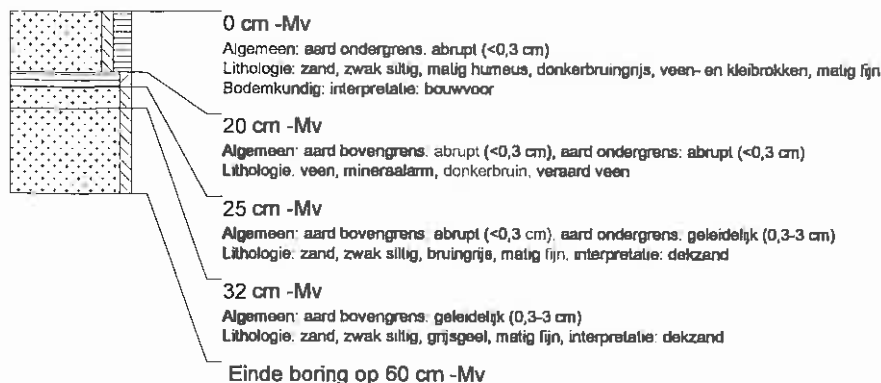 0 cm -Mv
Algemeen: aard ondergrens: abrupt (<0,3 cm)
Lithologie: zand, zwak siltig, matig humeus, donkerbruingrijs, veen- en kleibrokken, matig fijn
Bodemkundig: interpretatie: bouwvoor
20 cm -Mv
Algemeen: aard bovengrens: abrupt (<0,3 cm), aard ondergrens: abrupt (<0,3 cm)
Lithologie: veen, mineraalarm, donkerbruin, veraard veen
25 cm -Mv
Algemeen: aard bovengrens: abrupt (<0,3 cm), aard ondergrens: geleidelijk (0,3-3 cm)
Lithologie: zand, zwak siltig, bruingrijs, matig fijn, interpretatie: dekzand
32 cm -Mv
Algemeen: aard bovengrens: geleidelijk (0,3-3 cm)
Lithologie: zand, zwak siltig, grijsgeel, matig fijn, interpretatie: dekzand
Einde boring op 60 cm -Mv